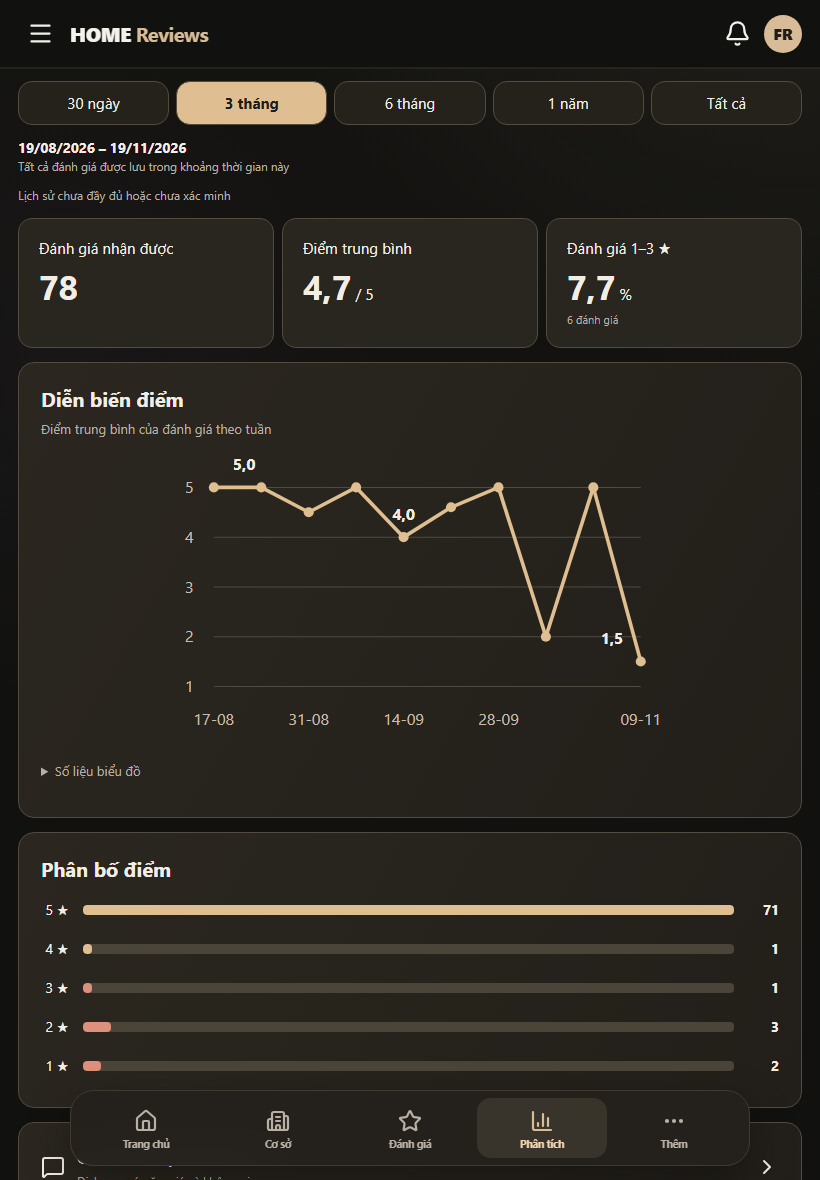 HOME Reviews
FR
30 ngày
3 tháng
6 tháng
1 năm
Tất cả
19/08/2026 – 19/11/2026
Tất cả đánh giá được lưu trong khoảng thời gian này
Lịch sử chưa đầy đủ hoặc chưa xác minh
Đánh giá nhận được
78
Điểm trung bình
4,7 / 5
Đánh giá 1–3 ★
7,7 %
6 đánh giá
Diễn biến điểm
Điểm trung bình của đánh giá theo tuần
5,0
5
4,0
4
3
2
1,5
1
17-08
31-08
14-09
28-09
09-11
▶ Số liệu biểu đồ
Phân bố điểm
5 ★ 71
4 ★ 1
3 ★ 1
2 ★ 3
1 ★ 2
Trang chủ
Cơ sở
Đánh giá
Phân tích
Thêm